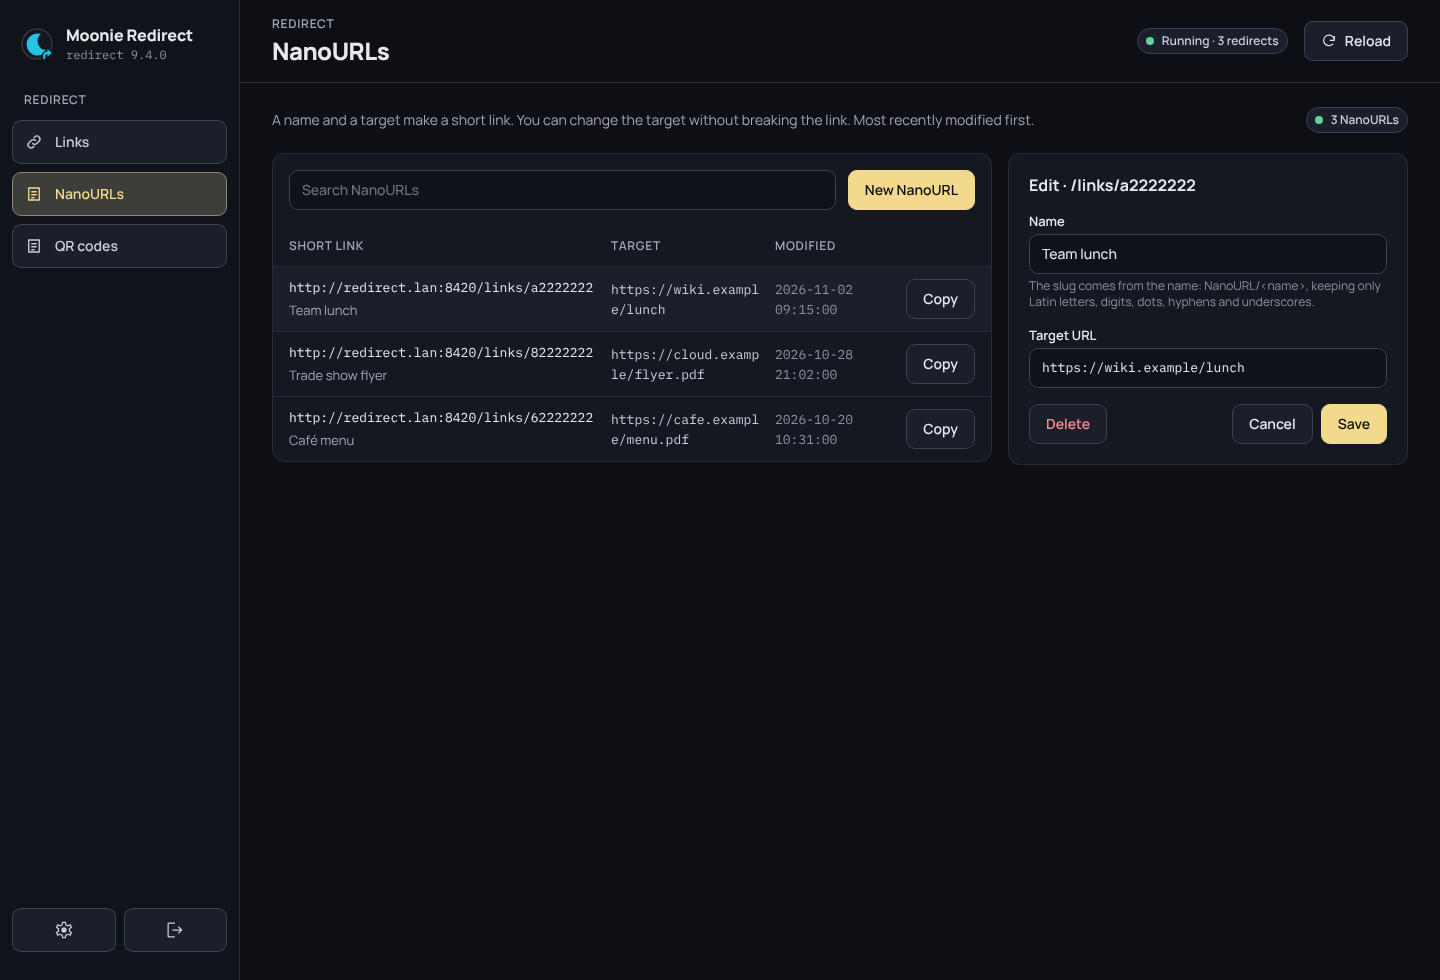 Moonie Redirect
redirect 9.4.0
REDIRECT
Links
NanoURLs
QR codes
REDIRECT
NanoURLs
Running · 3 redirects
Reload
A name and a target make a short link. You can change the target without breaking the link. Most recently modified first.
3 NanoURLs
Search NanoURLs
New NanoURL
SHORT LINK
TARGET
MODIFIED
http://redirect.lan:8420/links/a2222222
Team lunch
https://wiki.exampl
e/lunch
2026-11-02
09:15:00
Copy
http://redirect.lan:8420/links/82222222
Trade show flyer
https://cloud.examp
le/flyer.pdf
2026-10-28
21:02:00
Copy
http://redirect.lan:8420/links/62222222
Café menu
https://cafe.exampl
e/menu.pdf
2026-10-20
10:31:00
Copy
Edit · /links/a2222222
Name
Team lunch
The slug comes from the name: NanoURL/<name>, keeping only
Latin letters, digits, dots, hyphens and underscores.
Target URL
https://wiki.example/lunch
Delete
Cancel
Save